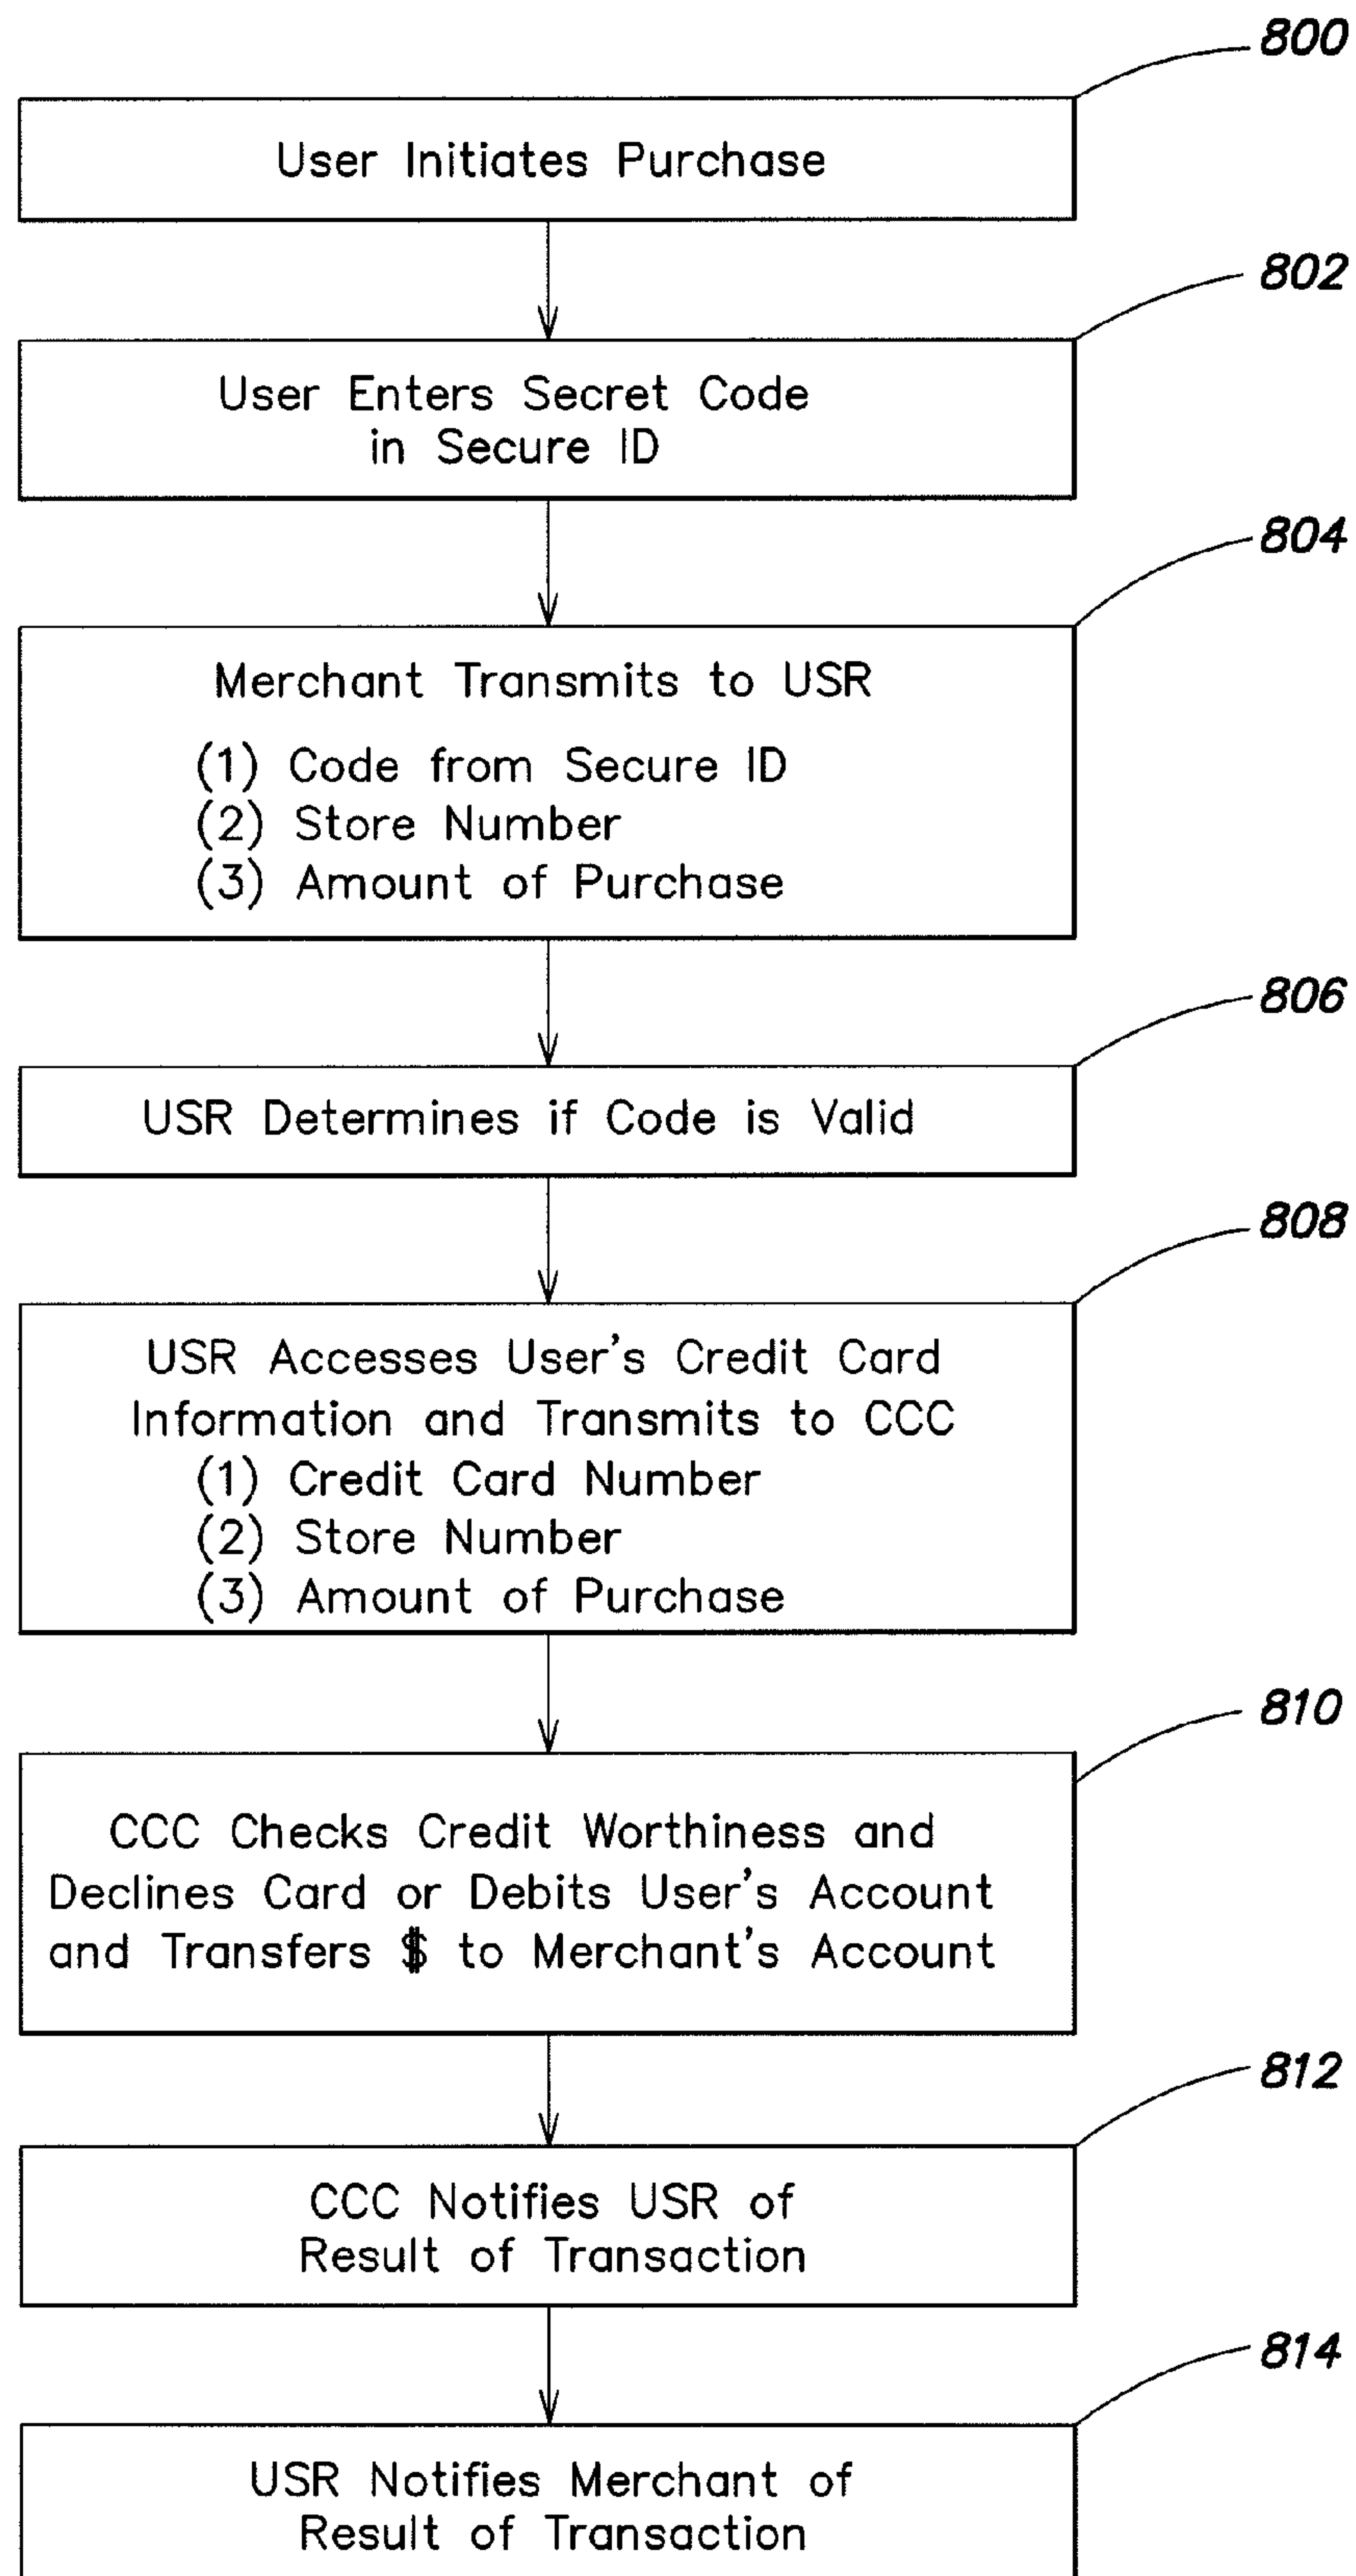 800
User Initiates Purchase
802
User Enters Secret Code
in Secure ID
804
Merchant Transmits to USR
(1) Code from Secure ID
(2) Store Number
(3) Amount of Purchase
806
USR Determines if Code is Valid
808
USR Accesses User's Credit Card
Information and Transmits to CCC
(1) Credit Card Number
(2) Store Number
(3) Amount of Purchase
810
CCC Checks Credit Worthiness and
Declines Card or Debits User's Account
and Transfers $ to Merchant's Account
812
CCC Notifies USR of
Result of Transaction
814
USR Notifies Merchant of
Result of Transaction